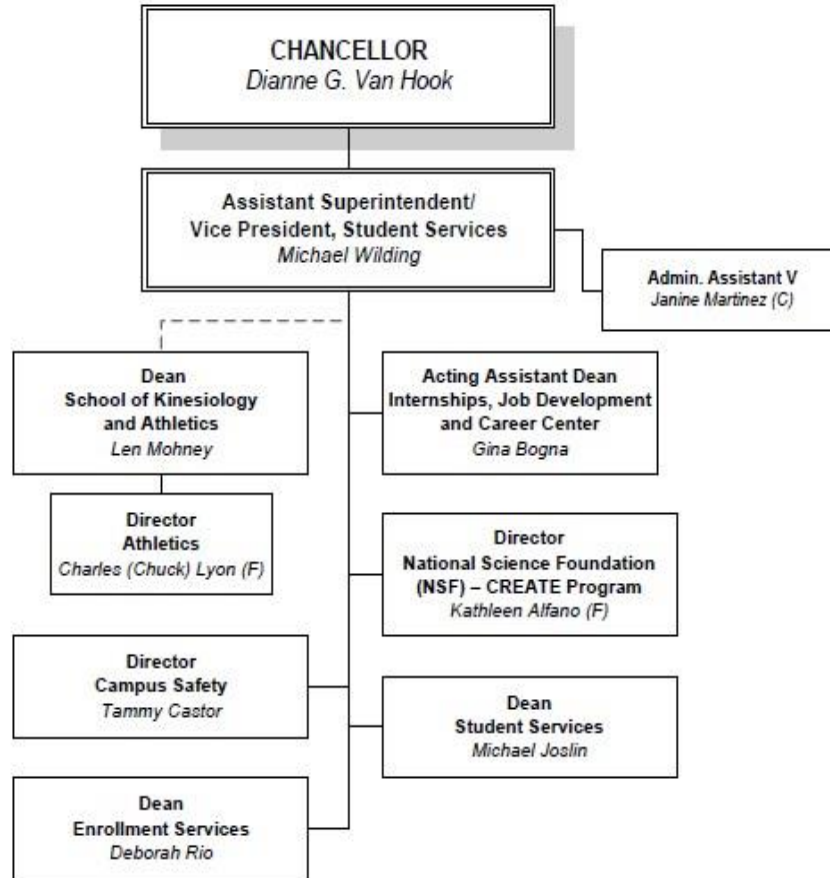 CHANCELLOR
Dianne G. Van Hook
Assistant Superintendent/
Vice President, Student Services
Michael Wilding
Admin. Assistant V
Janine Martinez (C)
Dean
School of Kinesiology
and Athletics
Len Mohney
Acting Assistant Dean
Internships, Job Development
and Career Center
Gina Bogna
Director
Athletics
Charles (Chuck) Lyon (F)
Director
National Science Foundation
(NSF) – CREATE Program
Kathleen Alfano (F)
Director
Campus Safety
Tammy Castor
Dean
Student Services
Michael Joslin
Dean
Enrollment Services
Deborah Rio